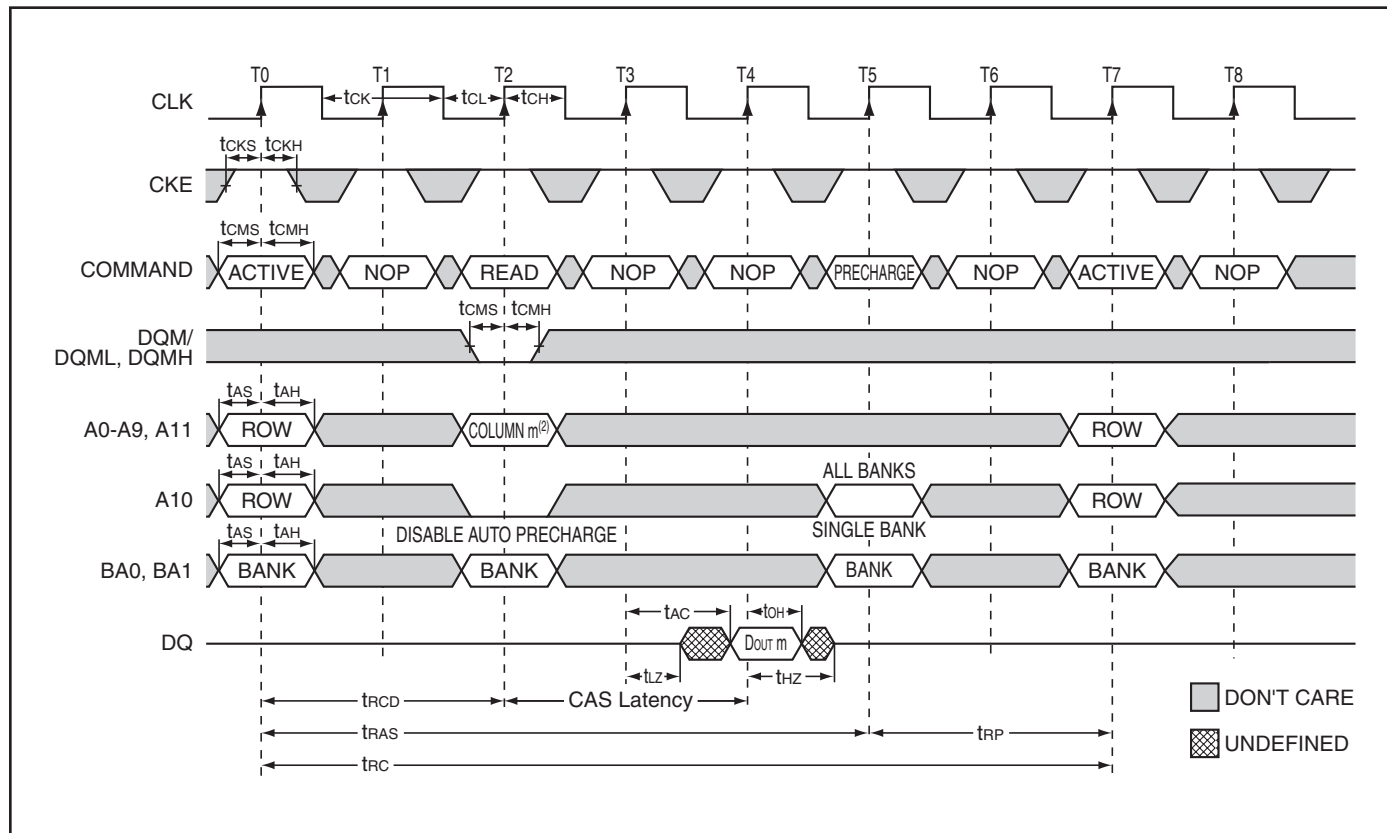 T0 T1 T2 T3 T4 T5 T6 T7 T8
CLK
tCK tCL tCH
tCKS tCKH
CKE
tCMS tCMH
COMMAND ACTIVE NOP READ NOP NOP PRECHARGE NOP ACTIVE NOP
tCMS tCMH
DQM/
DQML, DQMH
tAS tAH
A0-A9, A11 ROW COLUMN m(2) ROW
tAS tAH
ALL BANKS
A10 ROW ROW
DISABLE AUTO PRECHARGE SINGLE BANK
tAS tAH
BA0, BA1 BANK BANK BANK BANK
tAC tOH
DQ DOUT m
tLZ tHZ
tRCD CAS Latency
DON'T CARE
tRAS tRP
UNDEFINED
tRC